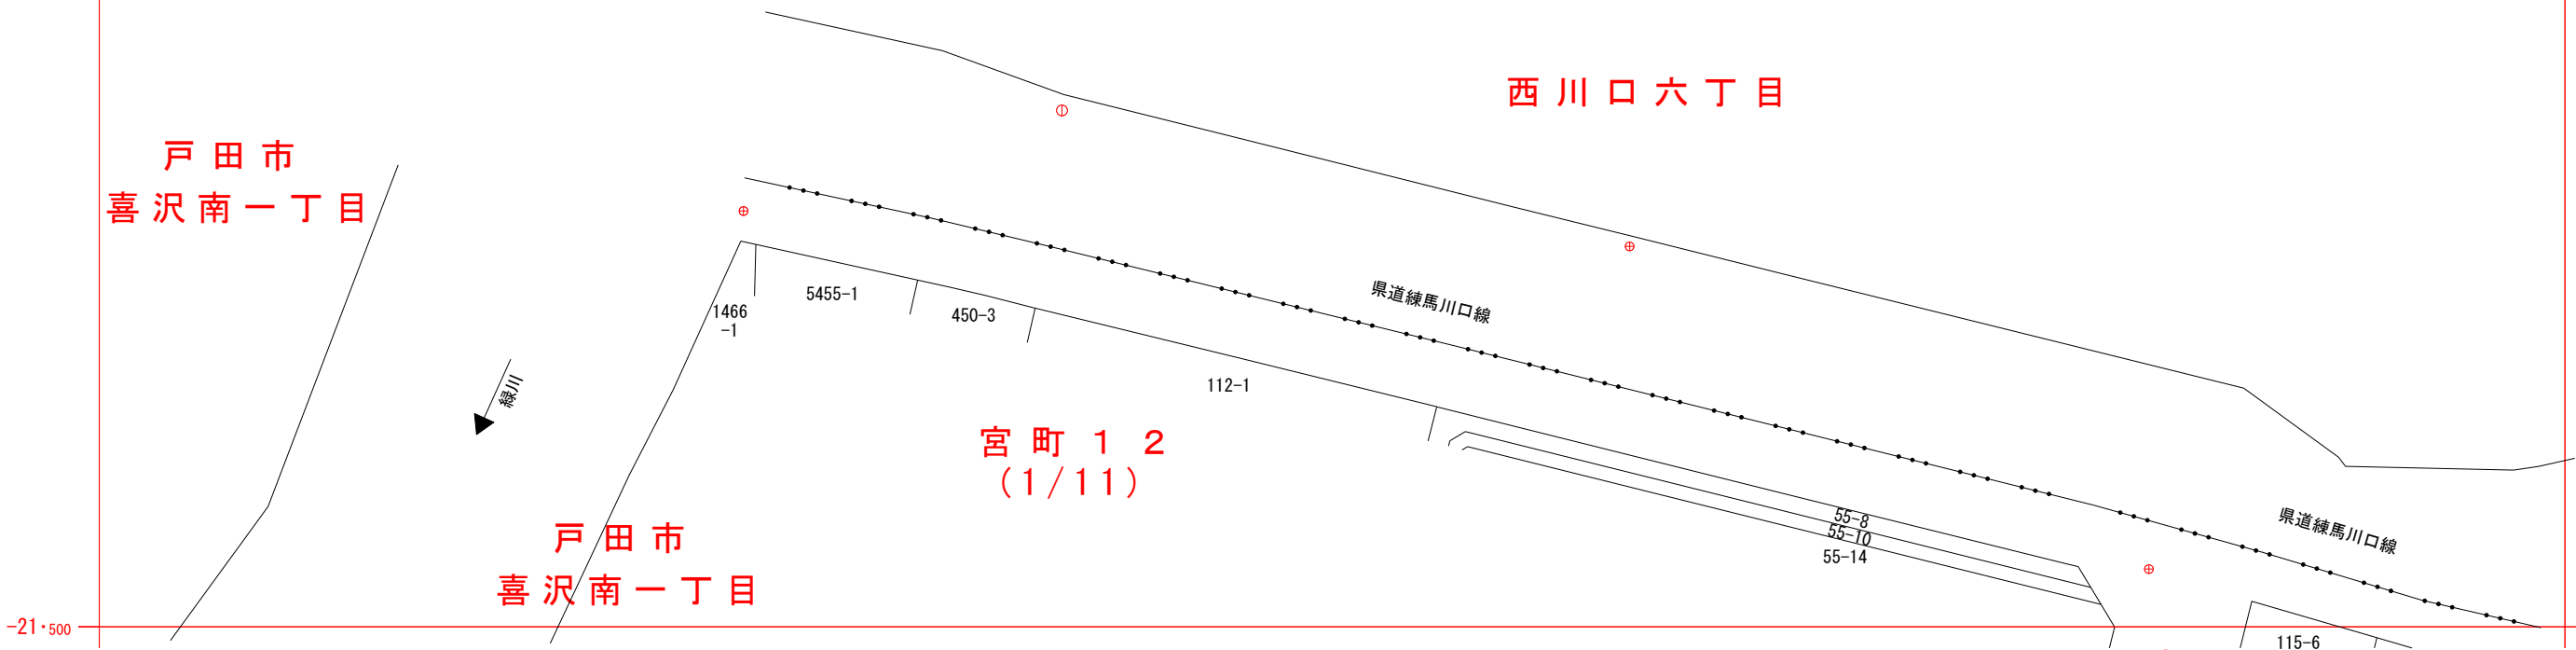 西川口六丁目
戸田市
喜沢南一丁目
県道練馬川口線
5455-1
1466
-1
450-3
緑川
112-1
宮町12
(1/11)
55-8
55-10
55-14
県道練馬川口線
戸田市
喜沢南一丁目
-21・500
115-6